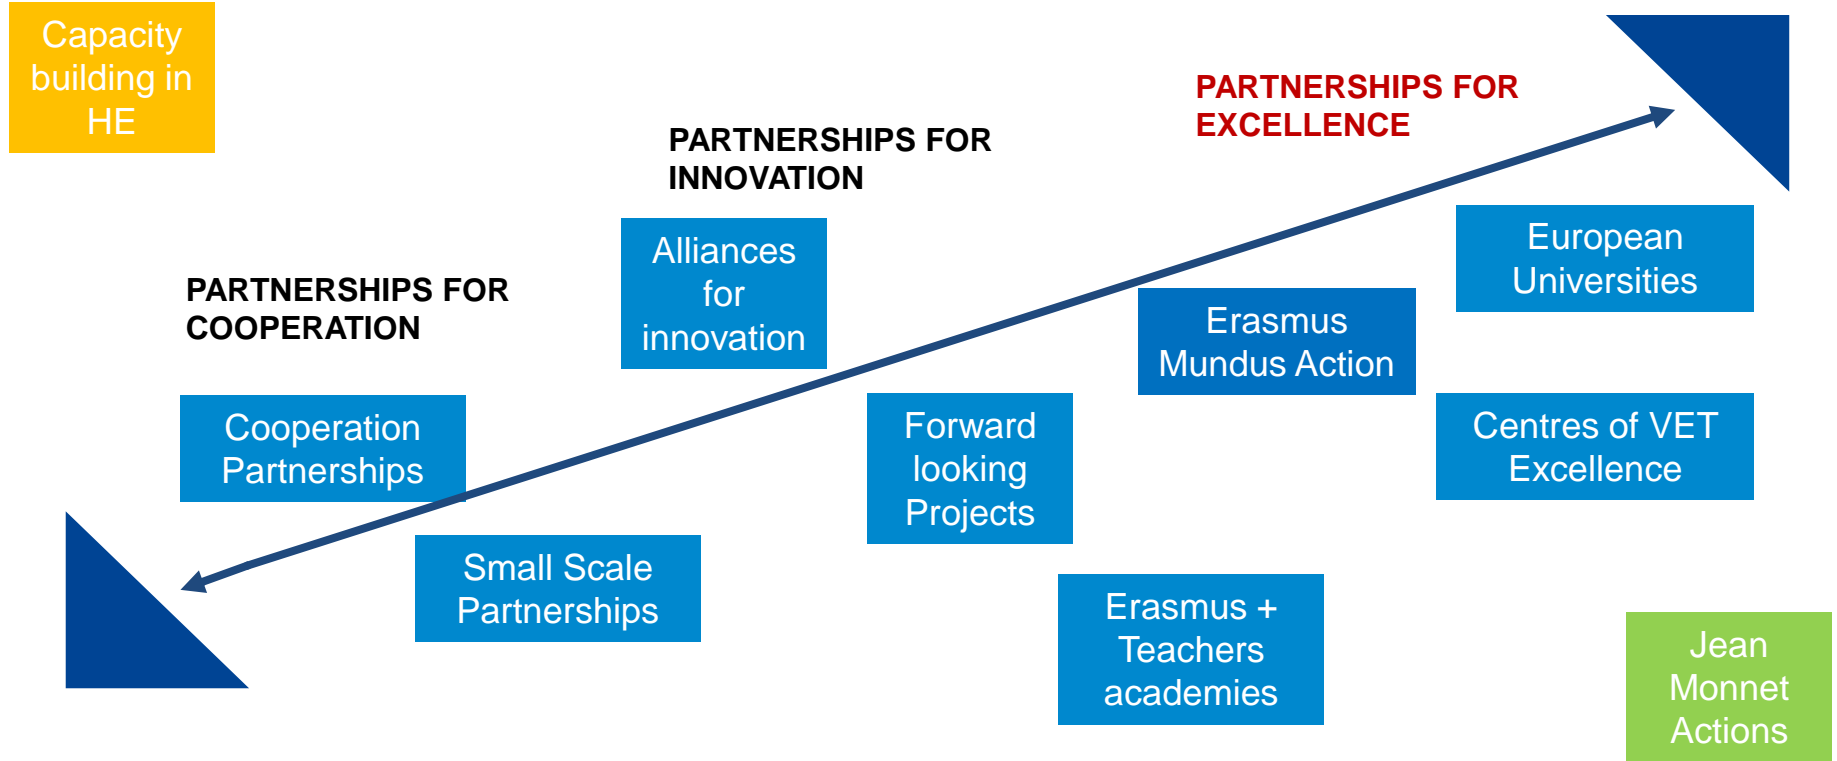 Capacity
building in
HE
PARTNERSHIPS FOR
EXCELLENCE
PARTNERSHIPS FOR
INNOVATION
Alliances
for
innovation
European
Universities
PARTNERSHIPS FOR
COOPERATION
Erasmus
Mundus Action
Cooperation
Partnerships
Forward
looking
Projects
Centres of VET
Excellence
Small Scale
Partnerships
Erasmus +
Teachers
academies
Jean
Monnet
Actions